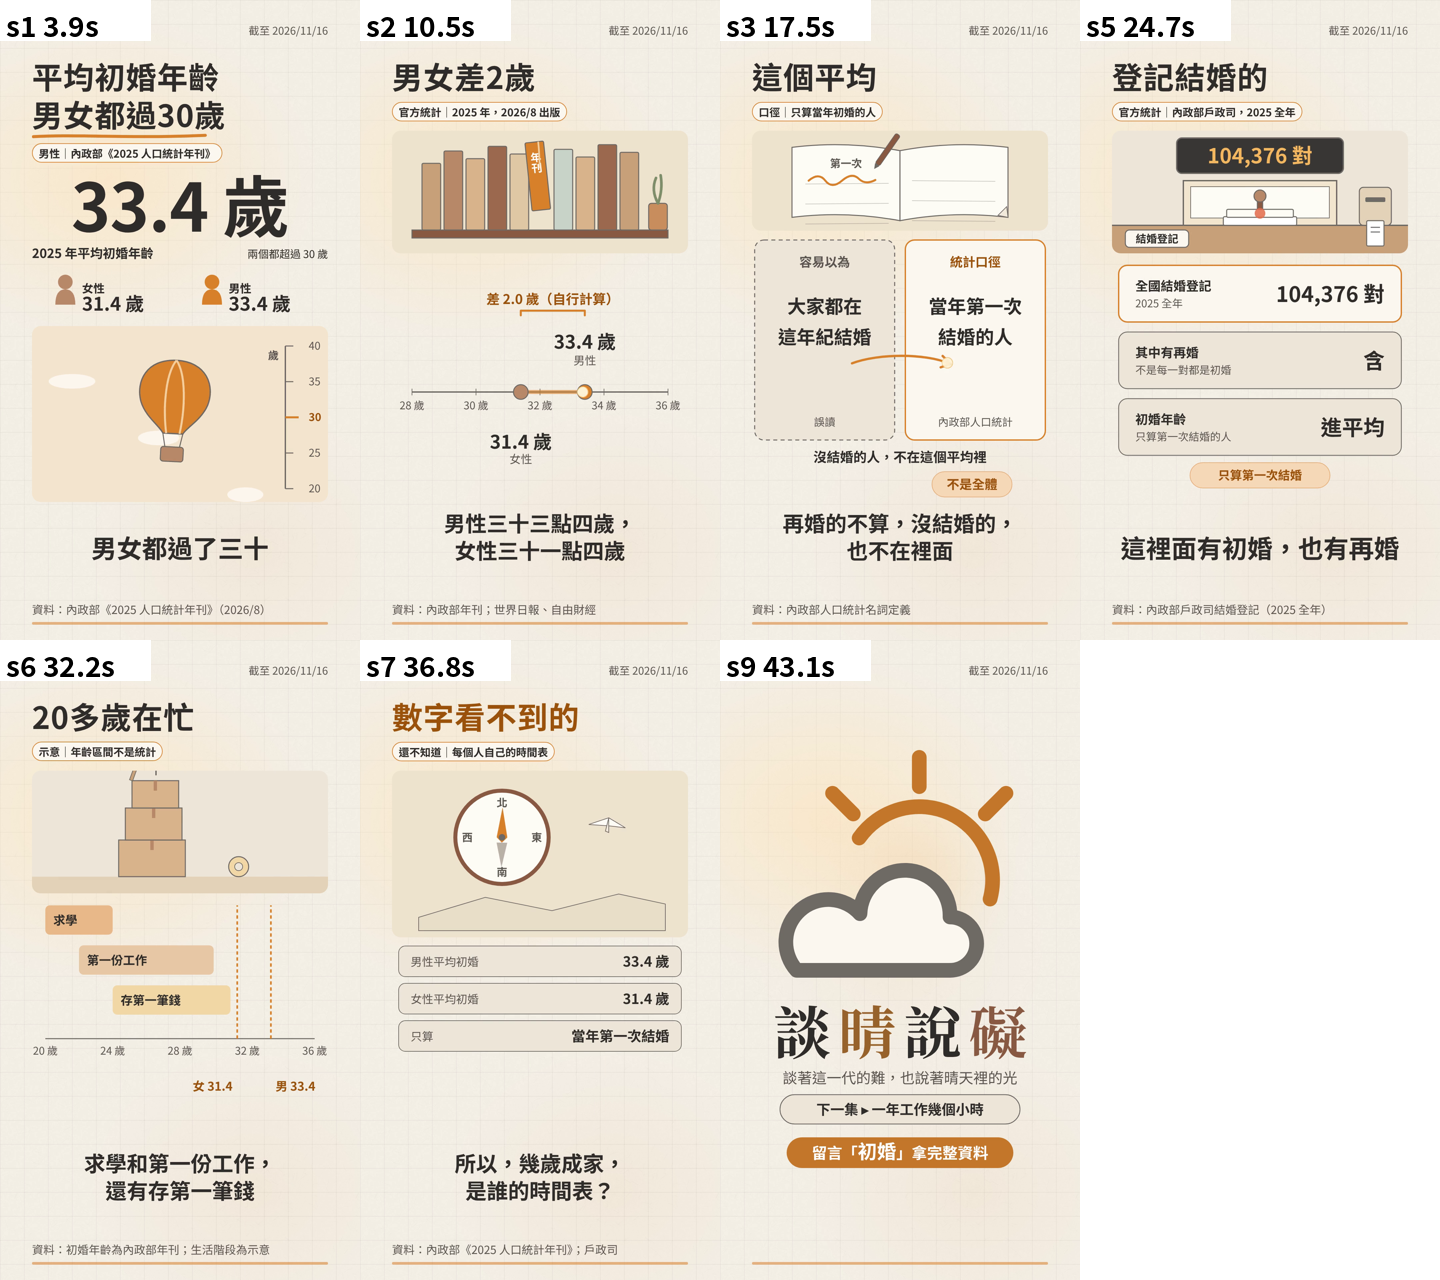 s1 3.9s
截至 2026/11/16
平均初婚年齡
男女都過30歲
男性｜內政部《2025 人口統計年刊》
33.4 歲
2025 年平均初婚年齡
兩個都超過 30 歲
女性
31.4 歲
男性
33.4 歲
歲
40
35
30
25
20
男女都過了三十
資料：內政部《2025 人口統計年刊》（2026/8）
s2 10.5s
截至 2026/11/16
男女差2歲
官方統計｜2025 年，2026/8 出版
年刊
差 2.0 歲（自行計算）
33.4 歲
男性
28 歲
30 歲
32 歲
34 歲
36 歲
31.4 歲
女性
男性三十三點四歲，
女性三十一點四歲
資料：內政部年刊；世界日報、自由財經
s3 17.5s
截至 2026/11/16
這個平均
口徑｜只算當年初婚的人
第一次
容易以為
大家都在
這年紀結婚
誤讀
統計口徑
當年第一次
結婚的人
內政部人口統計
沒結婚的人，不在這個平均裡
不是全體
再婚的不算，沒結婚的，
也不在裡面
資料：內政部人口統計名詞定義
s5 24.7s
截至 2026/11/16
登記結婚的
官方統計｜內政部戶政司，2025 全年
104,376 對
結婚登記
全國結婚登記
2025 全年
104,376 對
其中有再婚
不是每一對都是初婚
含
初婚年齡
只算第一次結婚的人
進平均
只算第一次結婚
這裡面有初婚，也有再婚
資料：內政部戶政司結婚登記（2025 全年）
s6 32.2s
截至 2026/11/16
20多歲在忙
示意｜年齡區間不是統計
求學
第一份工作
存第一筆錢
20 歲
24 歲
28 歲
32 歲
36 歲
女 31.4
男 33.4
求學和第一份工作，
還有存第一筆錢
資料：初婚年齡為內政部年刊；生活階段為示意
s7 36.8s
截至 2026/11/16
數字看不到的
還不知道｜每個人自己的時間表
北
西
東
南
男性平均初婚
33.4 歲
女性平均初婚
31.4 歲
只算
當年第一次結婚
所以，幾歲成家，
是誰的時間表？
資料：內政部《2025 人口統計年刊》；戶政司
s9 43.1s
截至 2026/11/16
談晴說礙
談著這一代的難，也說著晴天裡的光
下一集 ▸ 一年工作幾個小時
留言「初婚」拿完整資料